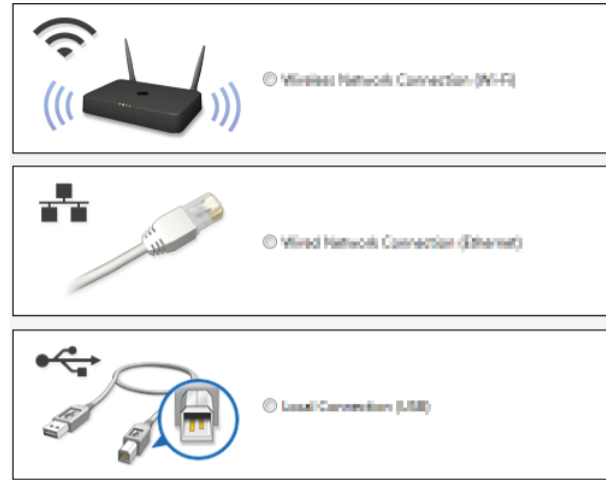 Wireless Network Connection (Wi-Fi)
Wired Network Connection (Ethernet)
Local Connection (USB)